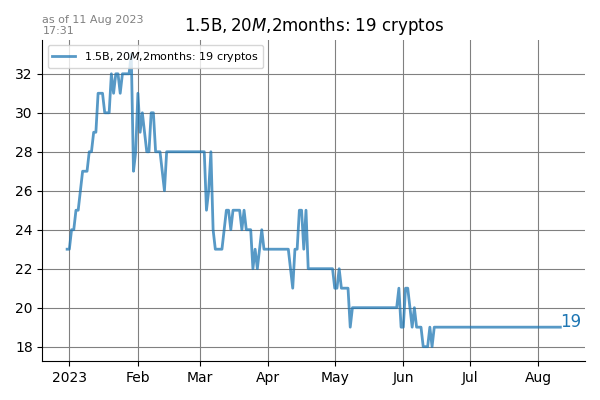 as of 11 Aug 2023
17:31
1.5B, 20M,2months: 19 cryptos
1.5B, 20M,2months: 19 cryptos
32
30
28
26
24
22
20
18
19
2023 Feb Mar Apr May Jun Jul Aug